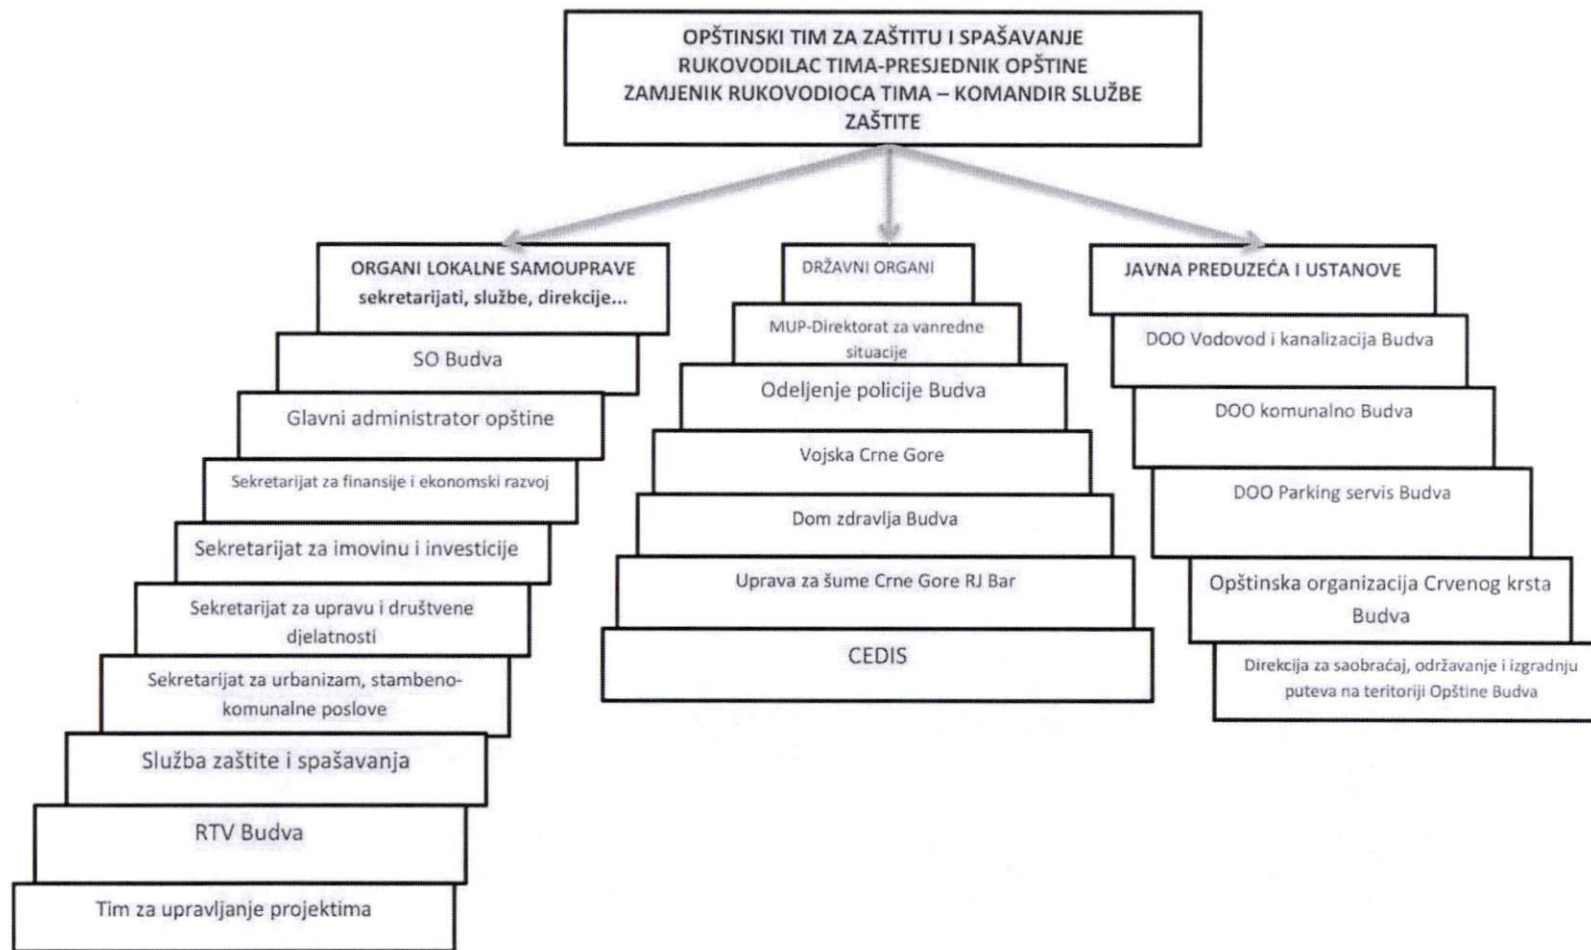 OPŠTINSKI TIM ZA ZAŠTITU I SPAŠAVANJE
RUKOVODILAC TIMA-PRESJEDNIK OPŠTINE
ZAMJENIK RUKOVODIOCA TIMA – KOMANDIR SLUŽBE
ZAŠTITE
ORGANI LOKALNE SAMOUPRAVE
sekretarijati, službe, direkcije...
SO Budva
Glavni administrator opštine
Sekretarijat za finansije i ekonomski razvoj
Sekretarijat za imovinu i investicije
Sekretarijat za upravu i društvene
djelatnosti
Sekretarijat za urbanizam, stambeno-
komunalne poslove
Služba zaštite i spašavanja
RTV Budva
Tim za upravljanje projektima
DRŽAVNI ORGANI
MUP-Direktorat za vanredne
situacije
Odeljenje policije Budva
Vojska Crne Gore
Dom zdravlja Budva
Uprava za šume Crne Gore RJ Bar
CEDIS
JAVNA PREDUZEĆA I USTANOVE
DOO Vodovod i kanalizacija Budva
DOO komunalno Budva
DOO Parking servis Budva
Opštinska organizacija Crvenog krsta
Budva
Direkcija za saobraćaj, održavanje i izgradnju
puteva na teritoriji Opštine Budva